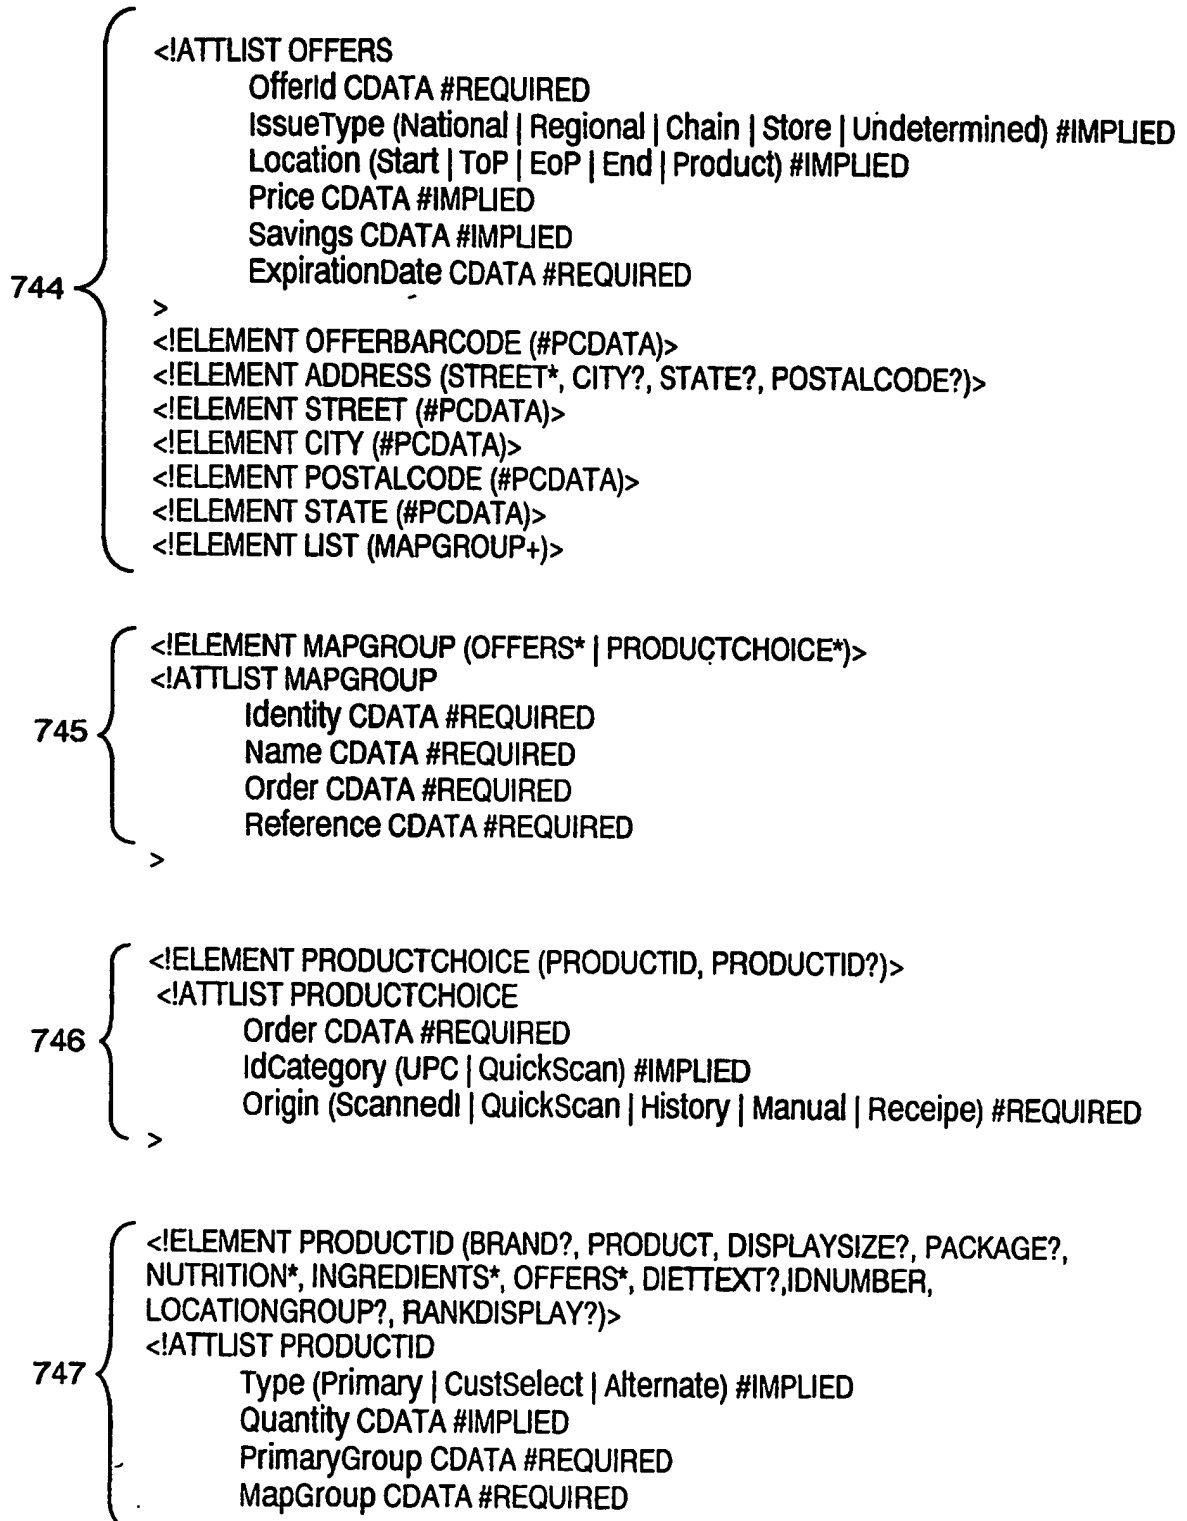 <!ATTLIST OFFERS
OfferId CDATA #REQUIRED
IssueType (National | Regional | Chain | Store | Undetermined) #IMPLIED
Location (Start | ToP | EoP | End | Product) #IMPLIED
Price CDATA #IMPLIED
Savings CDATA #IMPLIED
ExpirationDate CDATA #REQUIRED
744
>
<!ELEMENT OFFERBARCODE (#PCDATA)>
<!ELEMENT ADDRESS (STREET*, CITY?, STATE?, POSTALCODE?)>
<!ELEMENT STREET (#PCDATA)>
<!ELEMENT CITY (#PCDATA)>
<!ELEMENT POSTALCODE (#PCDATA)>
<!ELEMENT STATE (#PCDATA)>
<!ELEMENT LIST (MAPGROUP+)>
<!ELEMENT MAPGROUP (OFFERS* | PRODUCTCHOICE*)>
<!ATTLIST MAPGROUP
Identity CDATA #REQUIRED
745
Name CDATA #REQUIRED
Order CDATA #REQUIRED
Reference CDATA #REQUIRED
>
<!ELEMENT PRODUCTCHOICE (PRODUCTID, PRODUCTID?)>
<!ATTLIST PRODUCTCHOICE
746
Order CDATA #REQUIRED
IdCategory (UPC | QuickScan) #IMPLIED
Origin (ScannedI | QuickScan | History | Manual | Receipe) #REQUIRED
>
<!ELEMENT PRODUCTID (BRAND?, PRODUCT, DISPLAYSIZE?, PACKAGE?,
NUTRITION*, INGREDIENTS*, OFFERS*, DIETTEXT?,IDNUMBER,
LOCATIONGROUP?, RANKDISPLAY?)>
<!ATTLIST PRODUCTID
747
Type (Primary | CustSelect | Alternate) #IMPLIED
Quantity CDATA #IMPLIED
PrimaryGroup CDATA #REQUIRED
MapGroup CDATA #REQUIRED